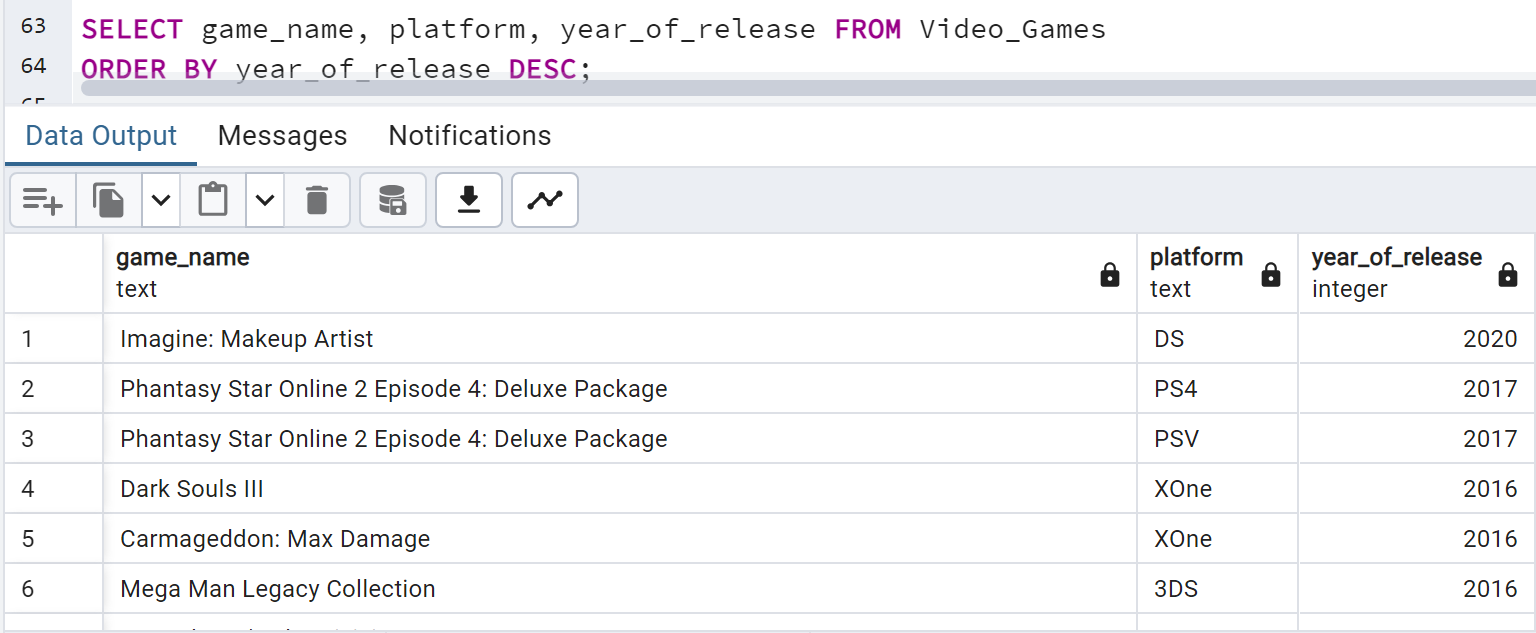 63 SELECT game_name, platform, year_of_release FROM Video_Games
64 ORDER BY year_of_release DESC;
Data Output Messages Notifications
game_name platform year_of_release
text text integer
1 Imagine: Makeup Artist DS 2020
2 Phantasy Star Online 2 Episode 4: Deluxe Package PS4 2017
3 Phantasy Star Online 2 Episode 4: Deluxe Package PSV 2017
4 Dark Souls III XOne 2016
5 Carmageddon: Max Damage XOne 2016
6 Mega Man Legacy Collection 3DS 2016